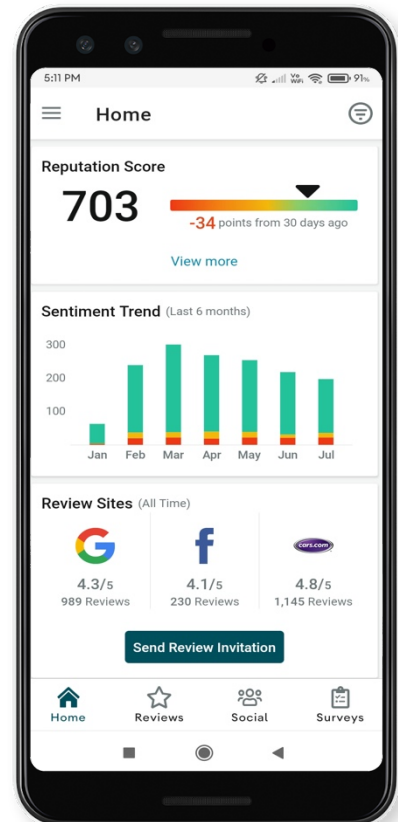 5:11 PM
Vo WiFi 91%
Home
Reputation Score
703
-34 points from 30 days ago
View more
Sentiment Trend (Last 6 months)
300
200
100
Jan Feb Mar Apr May Jun Jul
Review Sites (All Time)
G f cars.com
4.3/5 4.1/5 4.8/5
989 Reviews 230 Reviews 1,145 Reviews
Send Review Invitation
Home Reviews Social Surveys